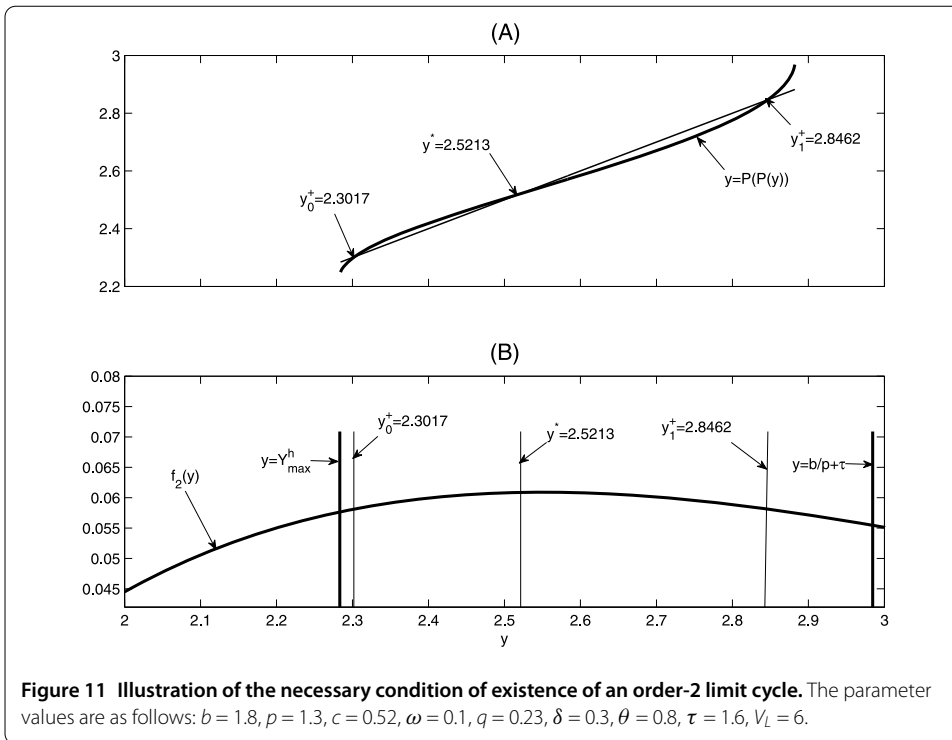 (A)
3
2.8
2.6
2.4
2.2
y*=2.5213
y₀⁺=2.3017
y₁⁺=2.8462
y=P(P(y))
(B)
0.08
0.075
0.07
0.065
0.06
0.055
0.05
0.045
f₂(y)
y=Yʰmax
y₀⁺=2.3017
y*=2.5213
y₁⁺=2.8462
y=b/p+τ
2 2.1 2.2 2.3 2.4 2.5 2.6 2.7 2.8 2.9 3
y
Figure 11 Illustration of the necessary condition of existence of an order-2 limit cycle. The parameter
values are as follows: b = 1.8, p = 1.3, c = 0.52, ω = 0.1, q = 0.23, δ = 0.3, θ = 0.8, τ = 1.6, V_L = 6.